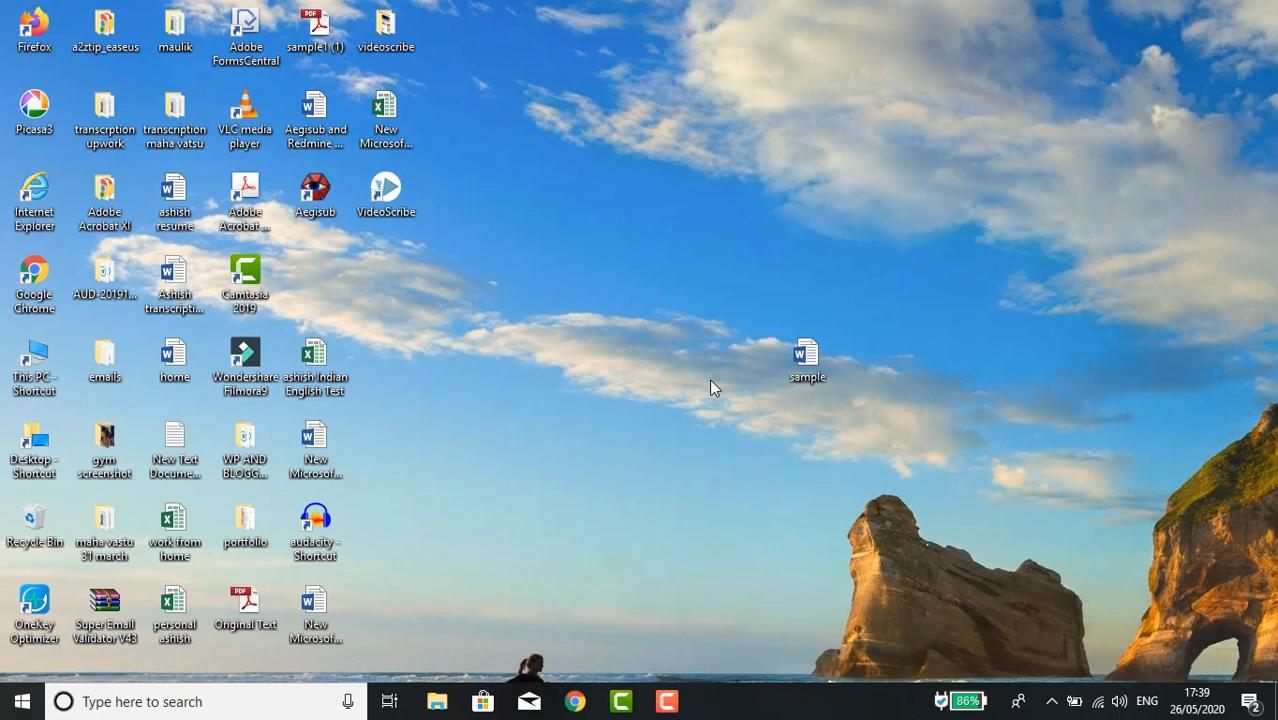 Firefox
a2ztip_easeus
maulik
Adobe
FormsCentral
sample1 (1)
videoscribe
Picasa3
transcrption
upwork
transcription
maha vatsu
VLC media
player
Aegisub and
Redmine ...
New
Microsof...
Internet
Explorer
Adobe
Acrobat XI
ashish
resume
Adobe
Acrobat ...
Aegisub
VideoScribe
Google
Chrome
AUD-20191...
Ashish
transcripti...
Camtasia
2019
This PC -
Shortcut
emails
home
Wondershare
Filmora9
ashish Indian
English Test
sample
Desktop -
Shortcut
gym
screenshot
New Text
Docume...
WP AND
BLOGG...
New
Microsof...
Recycle Bin
maha vastu
31 march
work from
home
portfolio
audacity -
Shortcut
OneKey
Optimizer
Super Email
Validator V43
personal
ashish
Original Text
New
Microsof...
Type here to search
86%
ENG
17:39
26/05/2020
2